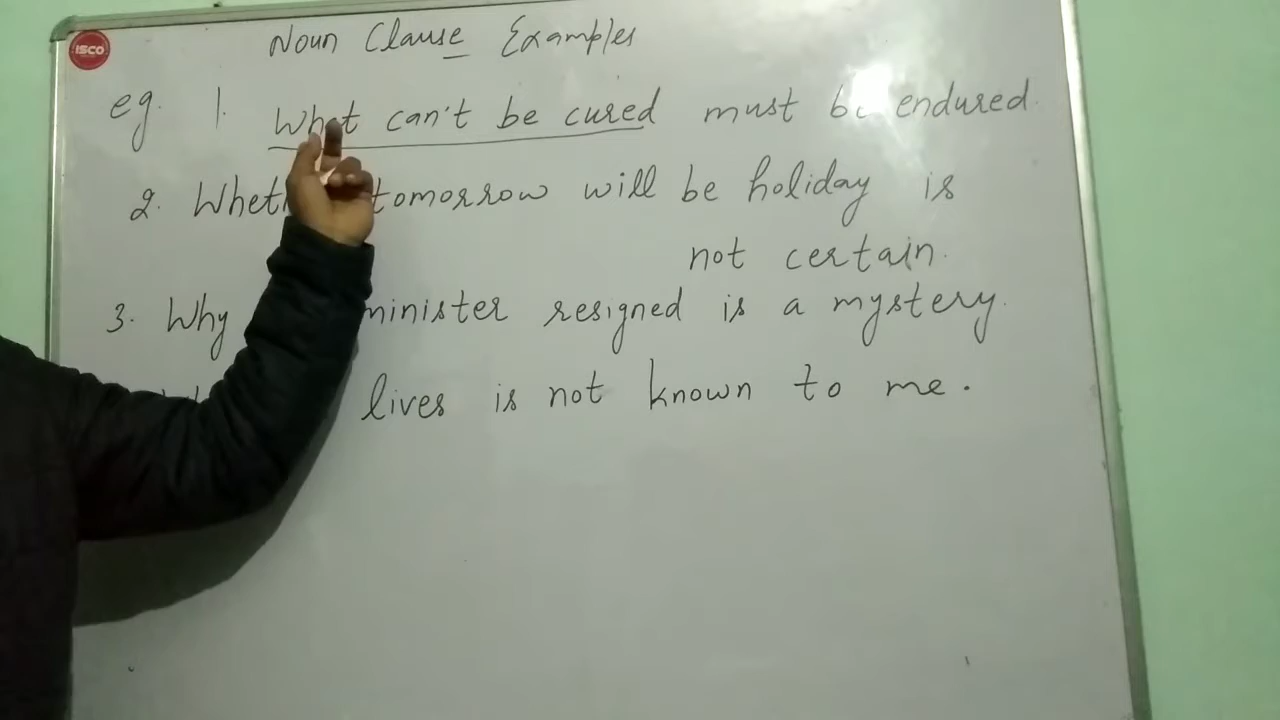 ISCO
Noun Clause Examples
eg. 1. What can't be cured must be endured.
2. Whet tomorrow will be holiday is
not certain.
3. Why minister resigned is a mystery.
lives is not known to me.